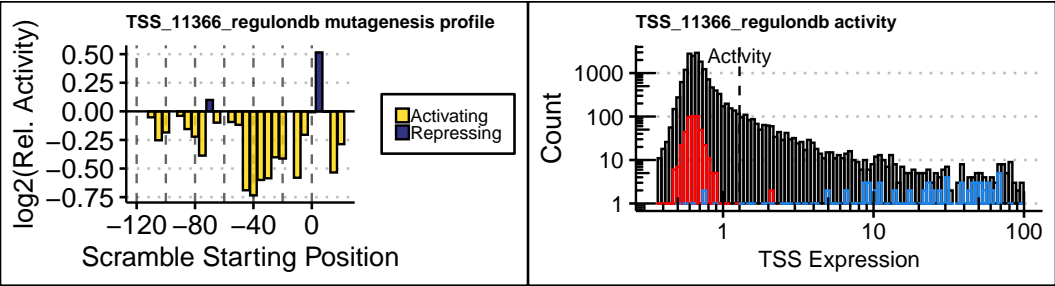 TSS_11366_regulondb mutagenesis profile
log2(Rel. Activity)
0.50
0.25
0.00
−0.25
−0.50
−0.75
−120 −80 −40 0
Scramble Starting Position
Activating
Repressing
TSS_11366_regulondb activity
Activity
Count
1000
100
10
1
1 10 100
TSS Expression